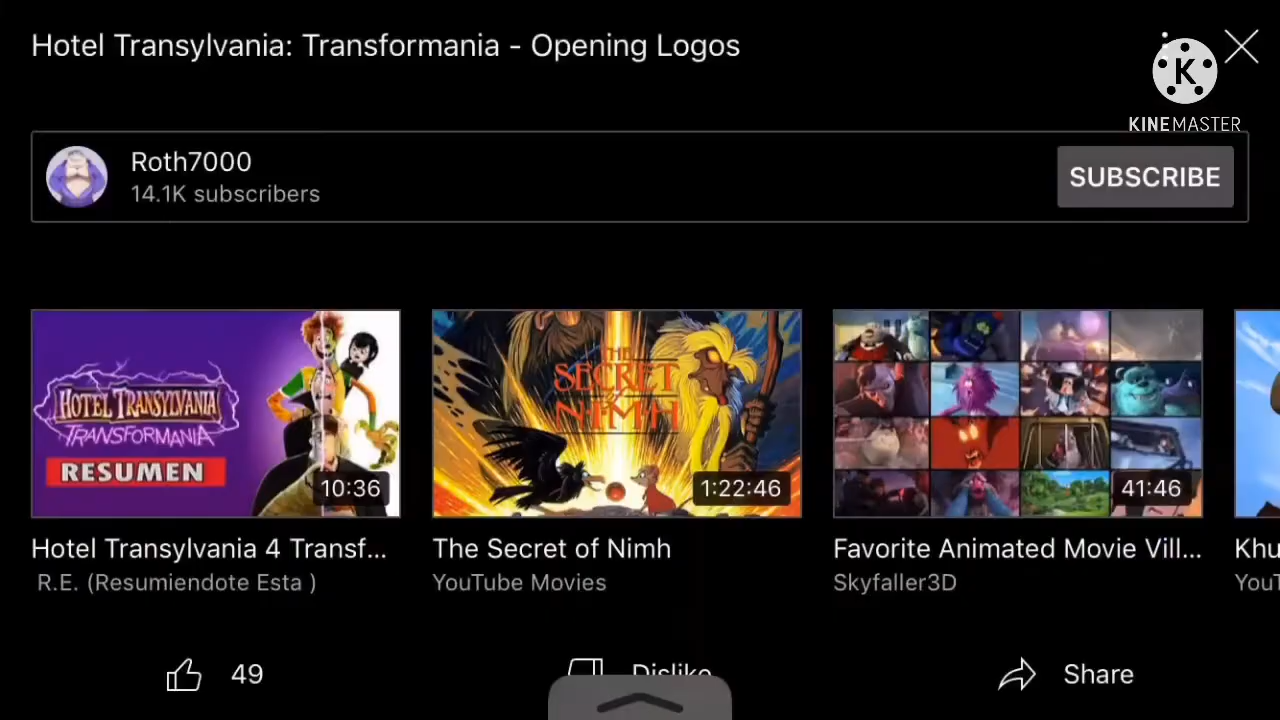 Hotel Transylvania: Transformania - Opening Logos
K
KINEMASTER
Roth7000
14.1K subscribers
SUBSCRIBE
HOTEL TRANSYLVANIA
TRANSFORMANIA
RESUMEN
10:36
THE
SECRET
of
NIMH
1:22:46
41:46
Hotel Transylvania 4 Transf...
The Secret of Nimh
Favorite Animated Movie Vill...
Khu
R.E. (Resumiendote Esta )
YouTube Movies
Skyfaller3D
YouT
49
Dislike
Share